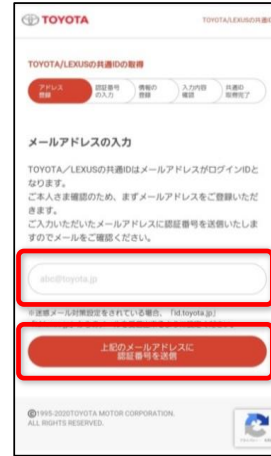 TOYOTA
TOYOTA/LEXUSの共通ID
TOYOTA/LEXUSの共通IDの取得
アドレス
登録
認証番号
の入力
情報の
登録
入力内容
確認
共通ID
取得完了
メールアドレスの入力
TOYOTA／LEXUSの共通IDはメールアドレスがログインIDと
なります。
ご本人さま確認のため、まずメールアドレスをご登録いただ
きます。
ご入力いただいたメールアドレスに認証番号を送信いたしま
すのでメールをご確認ください。
abc@toyota.jp
※迷惑メール対策設定をされている場合、「id.toyota.jp」
上記のメールアドレスに
認証番号を送信
©1995-2020TOYOTA MOTOR CORPORATION.
ALL RIGHTS RESERVED.